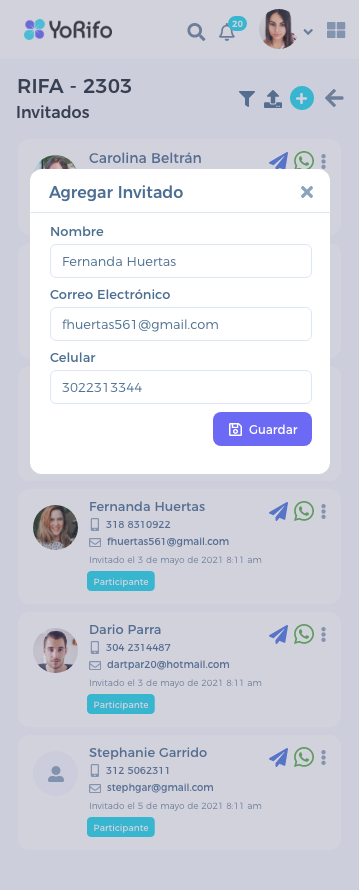 YoRifo
20
RIFA - 2303
Invitados
Carolina Beltrán
Agregar Invitado
Nombre
Fernanda Huertas
Correo Electrónico
fhuertas561@gmail.com
Celular
3022313344
Guardar
Fernanda Huertas
318 8310922
fhuertas561@gmail.com
Invitado el 3 de mayo de 2021 8:11 am
Participante
Dario Parra
304 2314487
dartpar20@hotmail.com
Invitado el 3 de mayo de 2021 8:11 am
Participante
Stephanie Garrido
312 5062311
stephgar@gmail.com
Invitado el 5 de mayo de 2021 8:11 am
Participante